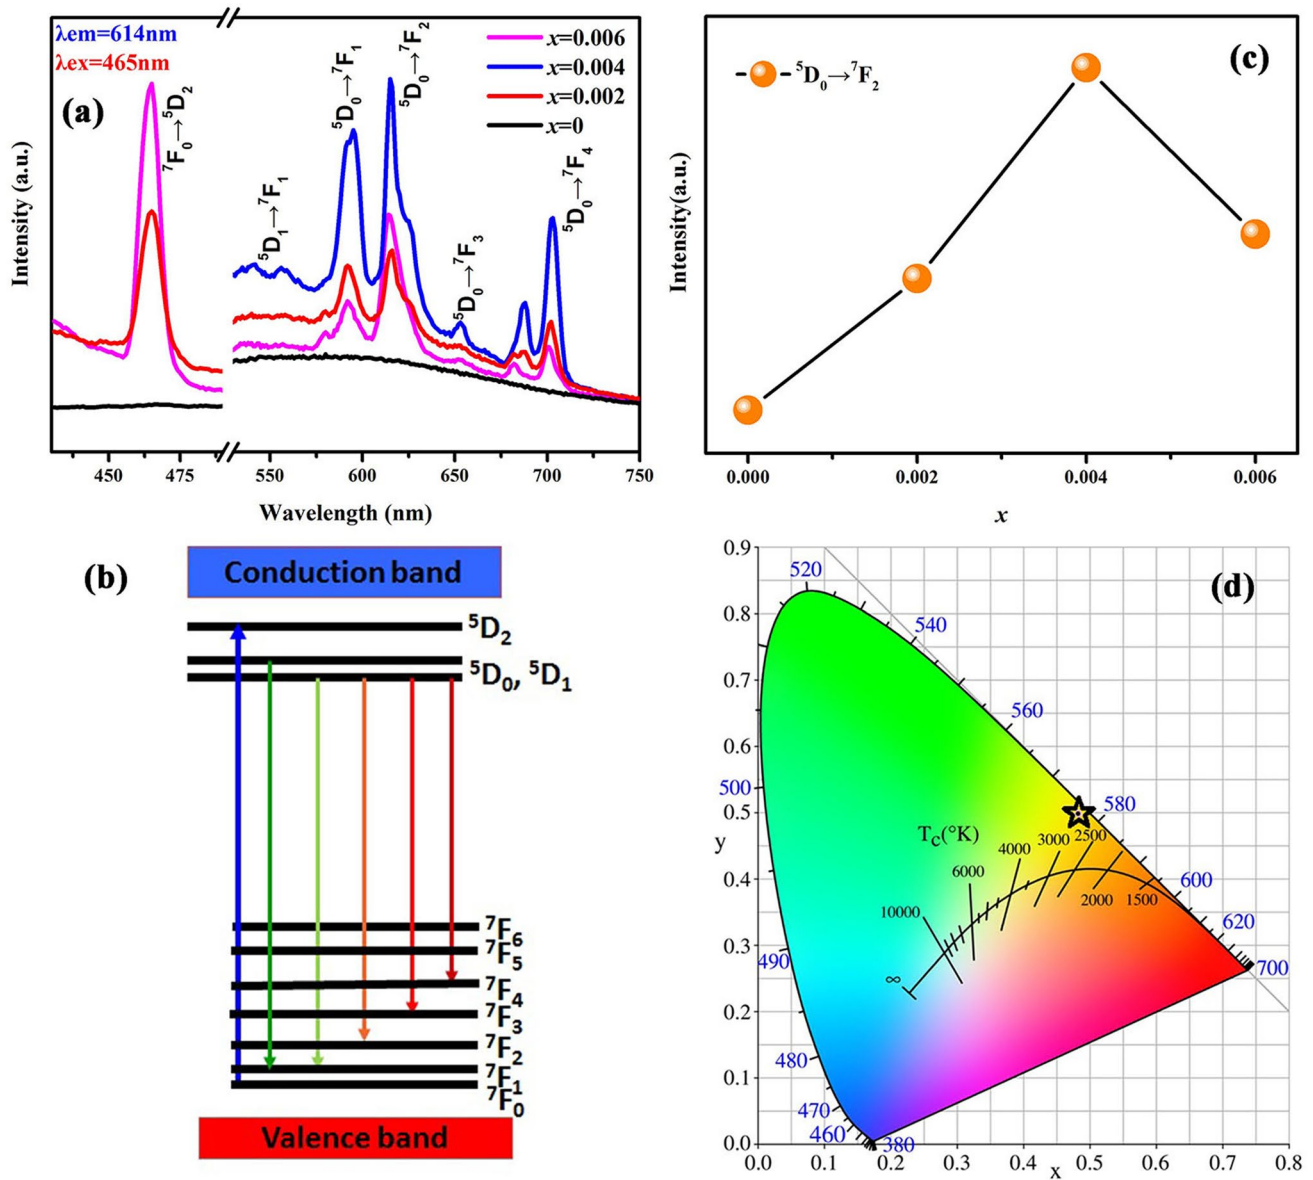 λem=614nm
λex=465nm
(a)
⁷F₀→⁵D₂
⁵D₁→⁷F₁
⁵D₀→⁷F₁
⁵D₀→⁷F₂
⁵D₀→⁷F₃
⁵D₀→⁷F₄
x=0.006
x=0.004
x=0.002
x=0
Intensity (a.u.)
450 475 550 600 650 700 750
Wavelength (nm)
(c)
⁵D₀→⁷F₂
Intensity(a.u.)
0.000 0.002 0.004 0.006
x
(b)
Conduction band
⁵D₂
⁵D₀, ⁵D₁
⁷F₆
⁷F₅
⁷F₄
⁷F₃
⁷F₂
⁷F₁
⁷F₀
Valence band
(d)
0.9
0.8
0.7
0.6
0.5
y
0.4
0.3
0.2
0.1
0.0
520
540
560
500
580
600
620
490
700
480
470
460
380
T_C(°K)
∞
10000
6000
4000
3000
2500
2000
1500
0.0 0.1 0.2 0.3 0.4 0.5 0.6 0.7 0.8
x